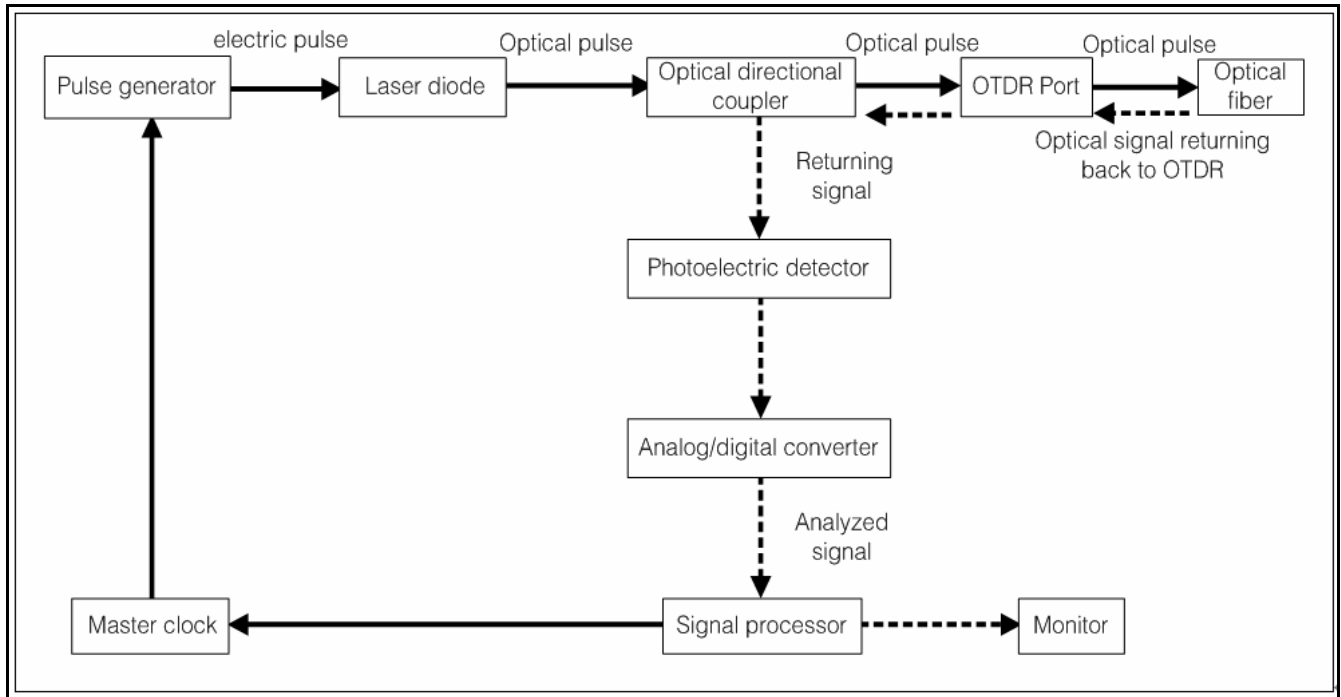 electric pulse
Optical pulse
Optical pulse
Optical pulse
Pulse generator
Laser diode
Optical directional
coupler
OTDR Port
Optical
fiber
Returning
signal
Optical signal returning
back to OTDR
Photoelectric detector
Analog/digital converter
Analyzed
signal
Master clock
Signal processor
Monitor